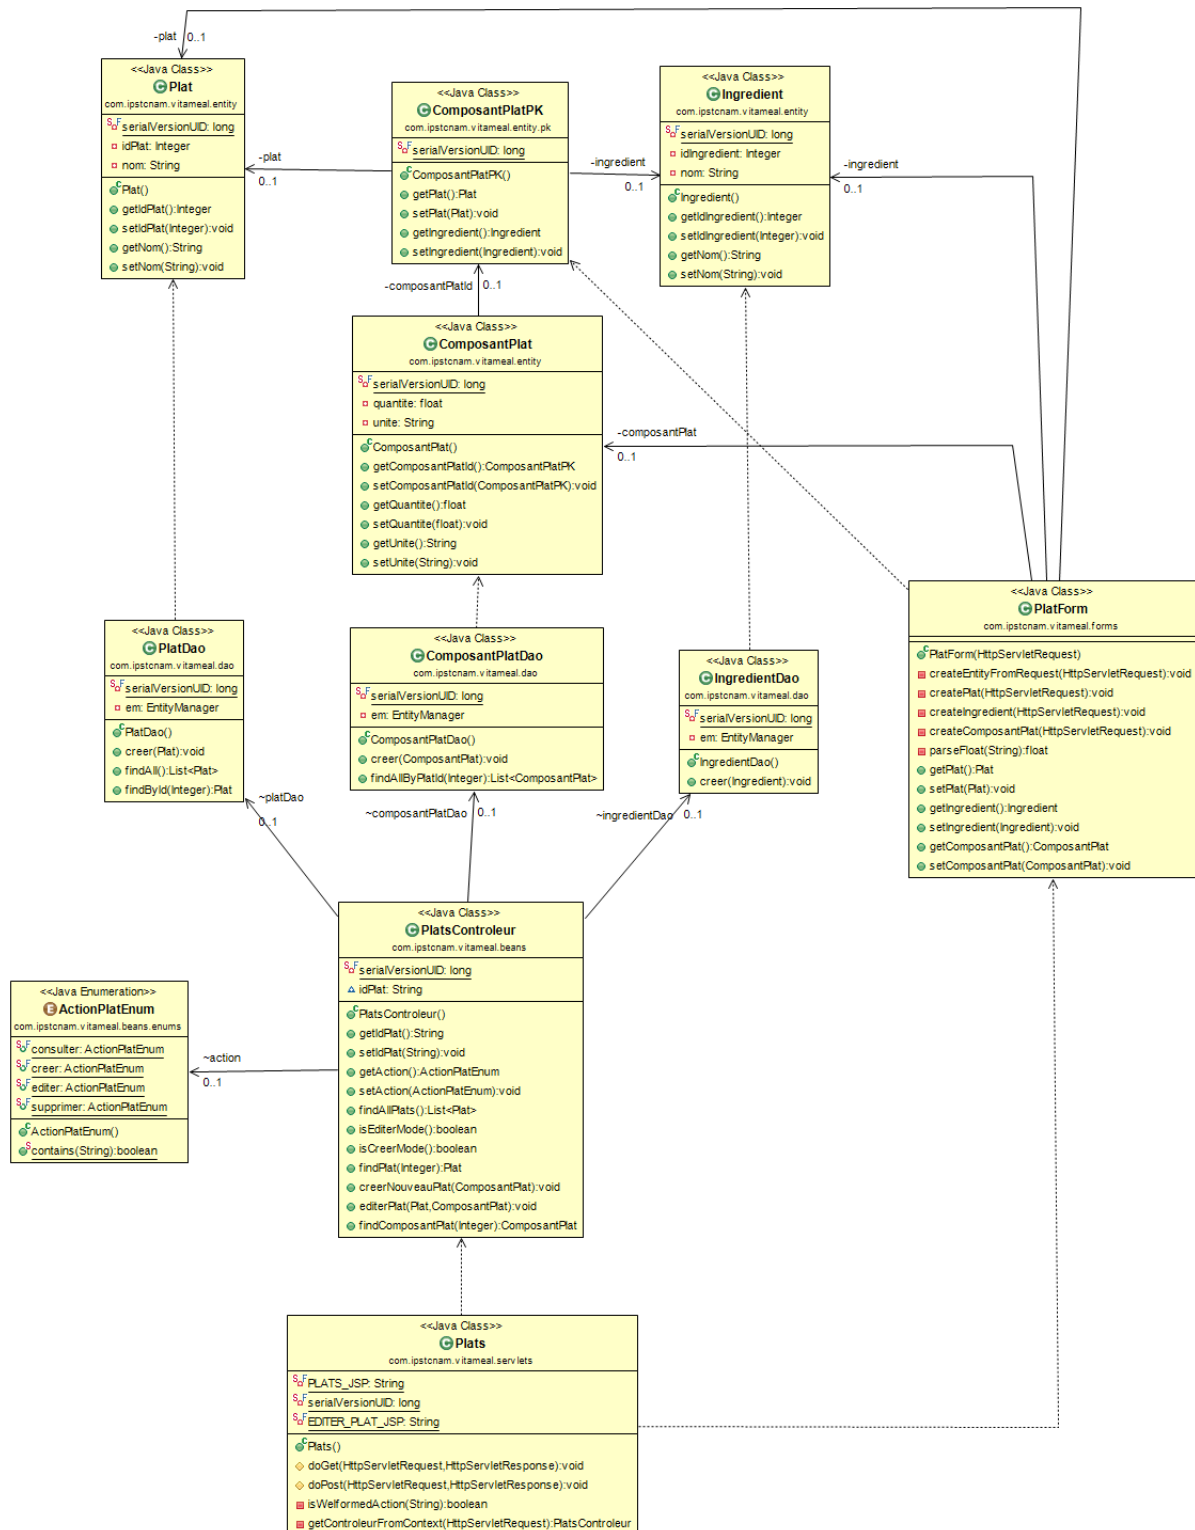 -plat 0..1
<<Java Class>>
Plat
com.ipstcnam.vitameal.entity
serialVersionUID: long
idPlat: Integer
nom: String
Plat()
getIdPlat():Integer
setIdPlat(Integer):void
getNom():String
setNom(String):void
-plat
0..1
<<Java Class>>
ComposantPlatPK
com.ipstcnam.vitameal.entity.pk
serialVersionUID: long
ComposantPlatPK()
getPlat():Plat
setPlat(Plat):void
getIngredient():Ingredient
setIngredient(Ingredient):void
-ingredient
0..1
<<Java Class>>
Ingredient
com.ipstcnam.vitameal.entity
serialVersionUID: long
idIngredient: Integer
nom: String
Ingredient()
getIdIngredient():Integer
setIdIngredient(Integer):void
getNom():String
setNom(String):void
-ingredient
0..1
-composantPlatId 0..1
<<Java Class>>
ComposantPlat
com.ipstcnam.vitameal.entity
serialVersionUID: long
quantite: float
unite: String
ComposantPlat()
getComposantPlatId():ComposantPlatPK
setComposantPlatId(ComposantPlatPK):void
getQuantite():float
setQuantite(float):void
getUnite():String
setUnite(String):void
-composantPlat
0..1
<<Java Class>>
PlatForm
com.ipstcnam.vitameal.forms
PlatForm(HttpServletRequest)
createEntityFromRequest(HttpServletRequest):void
createPlat(HttpServletRequest):void
createIngredient(HttpServletRequest):void
createComposantPlat(HttpServletRequest):void
parseFloat(String):float
getPlat():Plat
setPlat(Plat):void
getIngredient():Ingredient
setIngredient(Ingredient):void
getComposantPlat():ComposantPlat
setComposantPlat(ComposantPlat):void
<<Java Class>>
PlatDao
com.ipstcnam.vitameal.dao
serialVersionUID: long
em: EntityManager
PlatDao()
creer(Plat):void
findAll():List<Plat>
findById(Integer):Plat
~platDao
0..1
<<Java Class>>
ComposantPlatDao
com.ipstcnam.vitameal.dao
serialVersionUID: long
em: EntityManager
ComposantPlatDao()
creer(ComposantPlat):void
findAllByPlatId(Integer):List<ComposantPlat>
~composantPlatDao 0..1
<<Java Class>>
IngredientDao
com.ipstcnam.vitameal.dao
serialVersionUID: long
em: EntityManager
IngredientDao()
creer(Ingredient):void
~ingredientDao 0..1
<<Java Class>>
PlatsControleur
com.ipstcnam.vitameal.beans
serialVersionUID: long
idPlat: String
PlatsControleur()
getIdPlat():String
setIdPlat(String):void
getAction():ActionPlatEnum
setAction(ActionPlatEnum):void
findAllPlats():List<Plat>
isEditerMode():boolean
isCreerMode():boolean
findPlat(Integer):Plat
creerNouveauPlat(ComposantPlat):void
editerPlat(Plat,ComposantPlat):void
findComposantPlat(Integer):ComposantPlat
~action
0..1
<<Java Enumeration>>
ActionPlatEnum
com.ipstcnam.vitameal.beans.enums
consulter: ActionPlatEnum
creer: ActionPlatEnum
editer: ActionPlatEnum
supprimer: ActionPlatEnum
ActionPlatEnum()
contains(String):boolean
<<Java Class>>
Plats
com.ipstcnam.vitameal.servlets
PLATS_JSP: String
serialVersionUID: long
EDITER_PLAT_JSP: String
Plats()
doGet(HttpServletRequest,HttpServletResponse):void
doPost(HttpServletRequest,HttpServletResponse):void
isWelformedAction(String):boolean
getControleurFromContext(HttpServletRequest):PlatsControleur